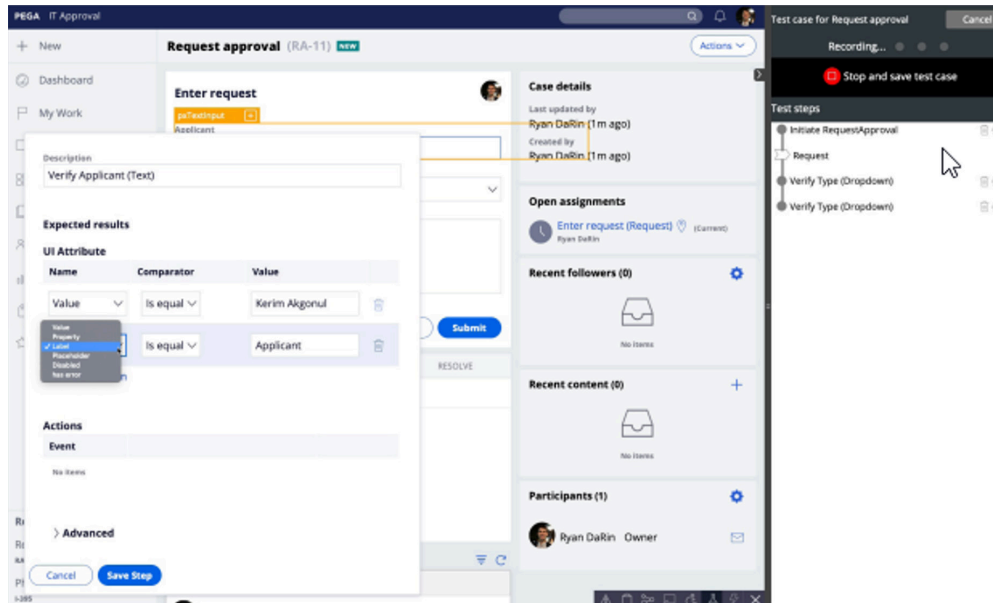 PEGA IT Approval
New
Dashboard
My Work
Request approval (RA-11) NEW
Actions
Enter request
pxTextInput
Applicant
Description
Verify Applicant (Text)
Expected results
UI Attribute
Name Comparator Value
Value Is equal Kerim Akgonul
Value
Property
Label
Placeholder
Disabled
has error
Is equal Applicant
Actions
Event
No items
Advanced
Cancel Save Step
Submit
RESOLVE
Case details
Last updated by
Ryan DaRin (1m ago)
Created by
Ryan DaRin (1m ago)
Open assignments
Enter request (Request) (Current)
Ryan DaRin
Recent followers (0)
No items
Recent content (0)
No items
Participants (1)
Ryan DaRin Owner
Test case for Request approval Cancel
Recording...
Stop and save test case
Test steps
Initiate RequestApproval
Request
Verify Type (Dropdown)
Verify Type (Dropdown)